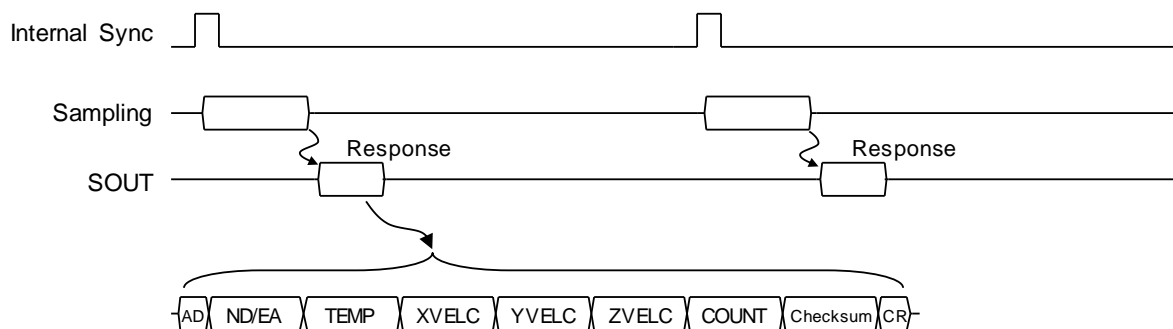 Internal Sync
Sampling
Response
Response
SOUT
AD ND/EA TEMP XVELC YVELC ZVELC COUNT Checksum CR